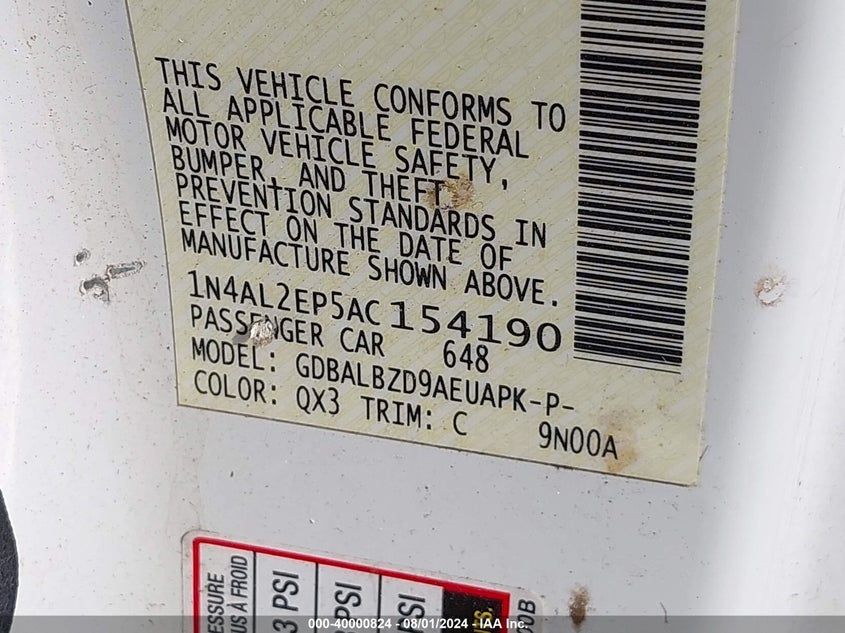 THIS VEHICLE CONFORMS TO
ALL APPLICABLE FEDERAL
MOTOR VEHICLE SAFETY,
BUMPER, AND THEFT
PREVENTION STANDARDS IN
EFFECT ON THE DATE OF
MANUFACTURE SHOWN ABOVE.
1N4AL2EP5AC154190
PASSENGER CAR 648
MODEL: GDBALBZD9AEUAPK-P-
COLOR: QX3 TRIM: C 9N00A
3 PSI
PSI
PSI
000-40000824 - 08/01/2024 - IAA Inc.